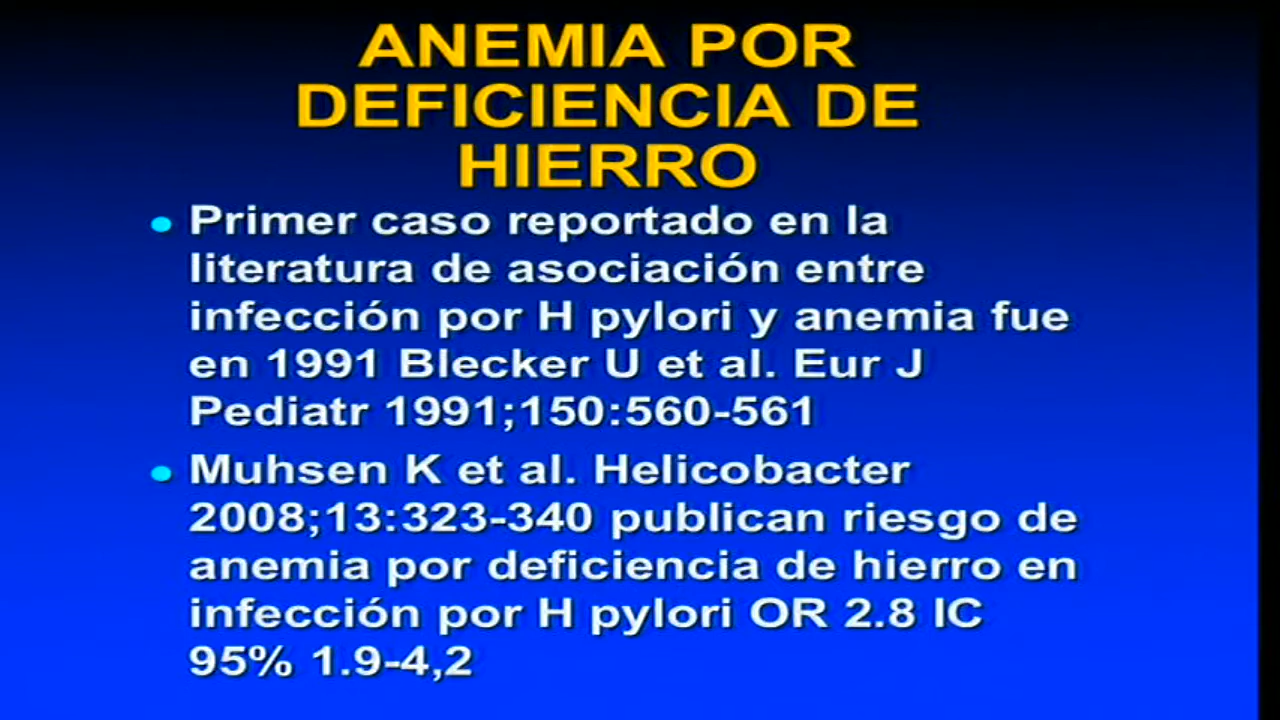 ANEMIA POR
DEFICIENCIA DE
HIERRO
• Primer caso reportado en la
literatura de asociación entre
infección por H pylori y anemia fue
en 1991 Blecker U et al. Eur J
Pediatr 1991;150:560-561
• Muhsen K et al. Helicobacter
2008;13:323-340 publican riesgo de
anemia por deficiencia de hierro en
infección por H pylori OR 2.8 IC
95% 1.9-4,2